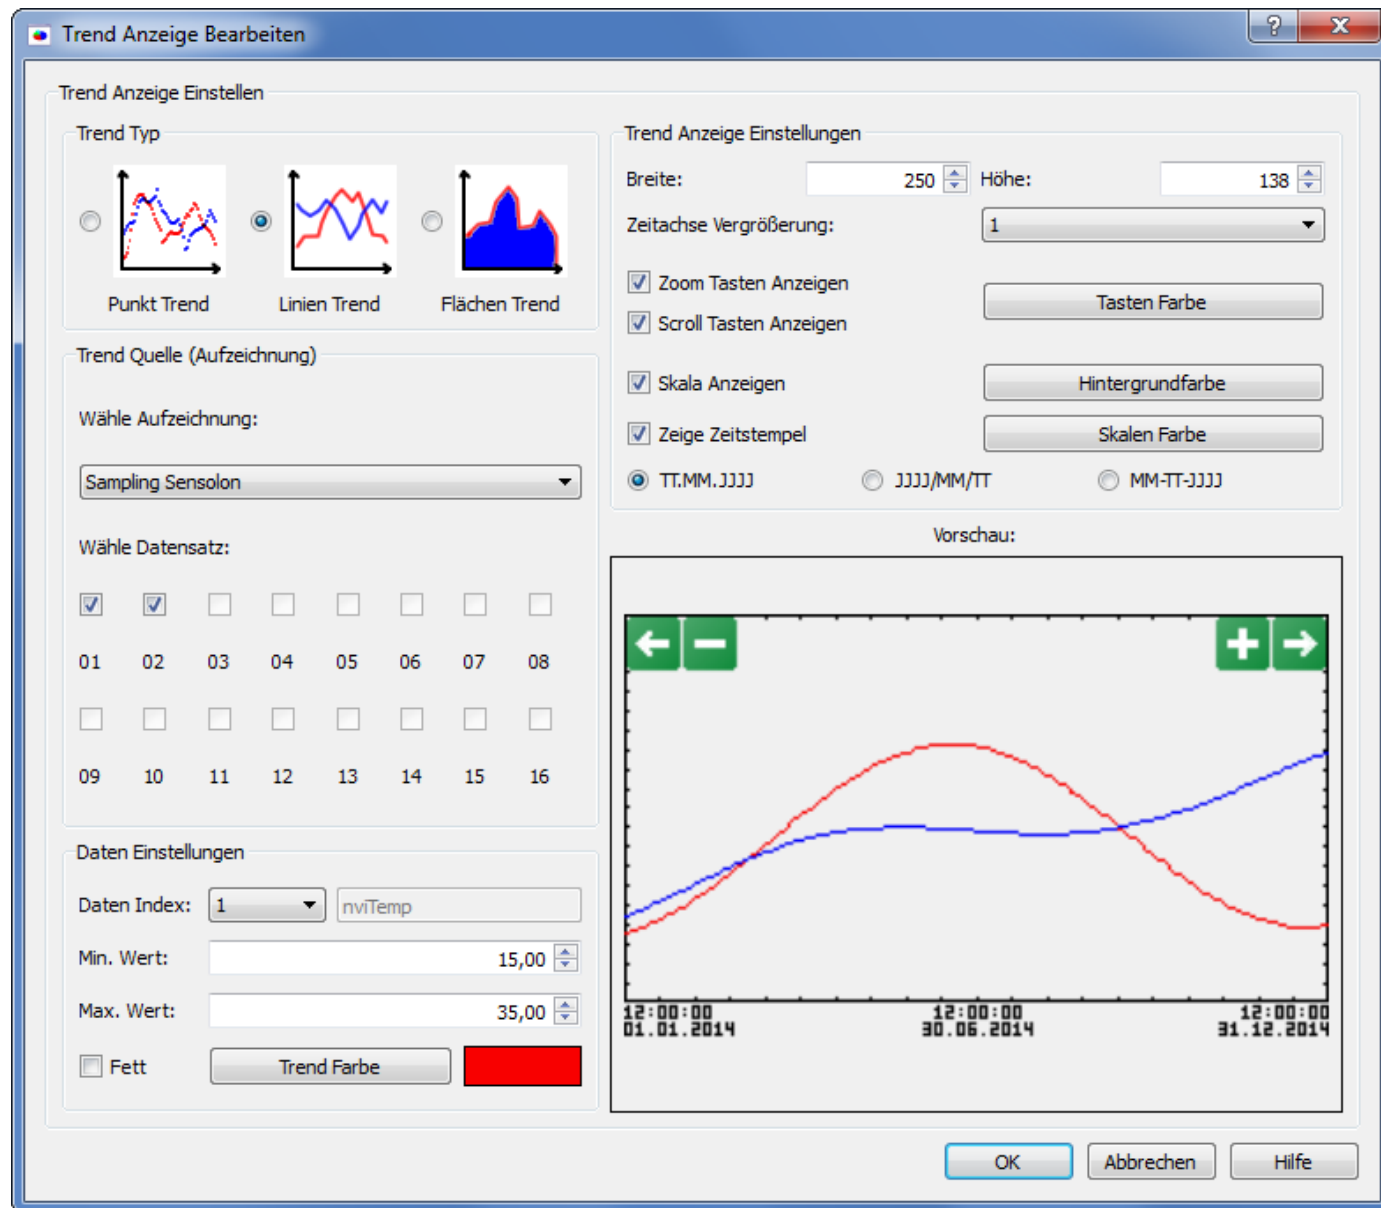 Trend Anzeige Bearbeiten
Trend Anzeige Einstellen
Trend Typ
Punkt Trend
Linien Trend
Flächen Trend
Trend Quelle (Aufzeichnung)
Wähle Aufzeichnung:
Sampling Sensolon
Wähle Datensatz:
01 02 03 04 05 06 07 08
09 10 11 12 13 14 15 16
Daten Einstellungen
Daten Index: 1 nviTemp
Min. Wert: 15,00
Max. Wert: 35,00
Fett Trend Farbe
Trend Anzeige Einstellungen
Breite: 250 Höhe: 138
Zeitachse Vergrößerung: 1
Zoom Tasten Anzeigen
Tasten Farbe
Scroll Tasten Anzeigen
Skala Anzeigen Hintergrundfarbe
Zeige Zeitstempel Skalen Farbe
TT.MM.JJJJ JJJJ/MM/TT MM-TT-JJJJ
Vorschau:
12:00:00 12:00:00 12:00:00
01.01.2014 30.06.2014 31.12.2014
OK Abbrechen Hilfe